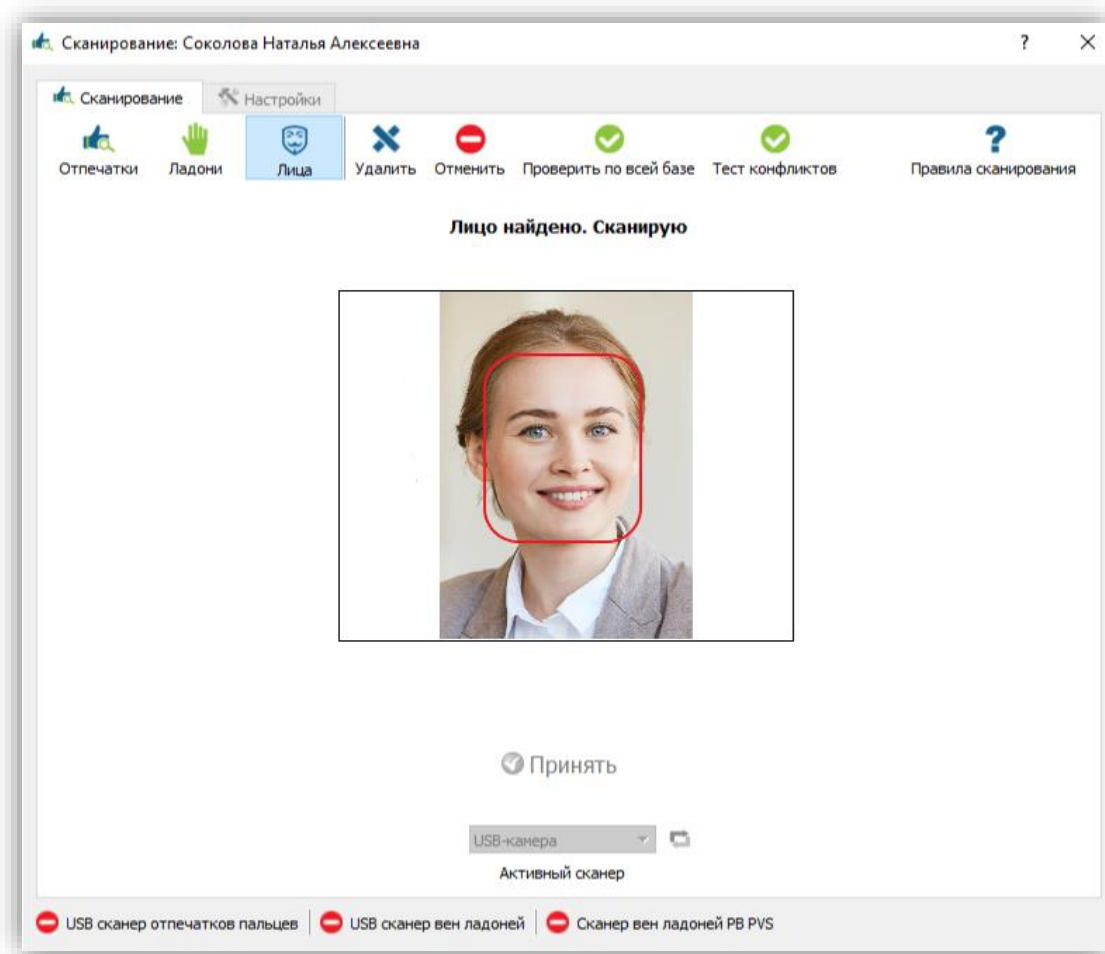 Сканирование: Соколова Наталья Алексеевна ?
Сканирование Настройки
Отпечатки Ладони Лица Удалить Отменить Проверить по всей базе Тест конфликтов Правила сканирования
Лицо найдено. Сканирую
Принять
USB-камера
Активный сканер
USB сканер отпечатков пальцев USB сканер вен ладоней Сканер вен ладоней PB PVS